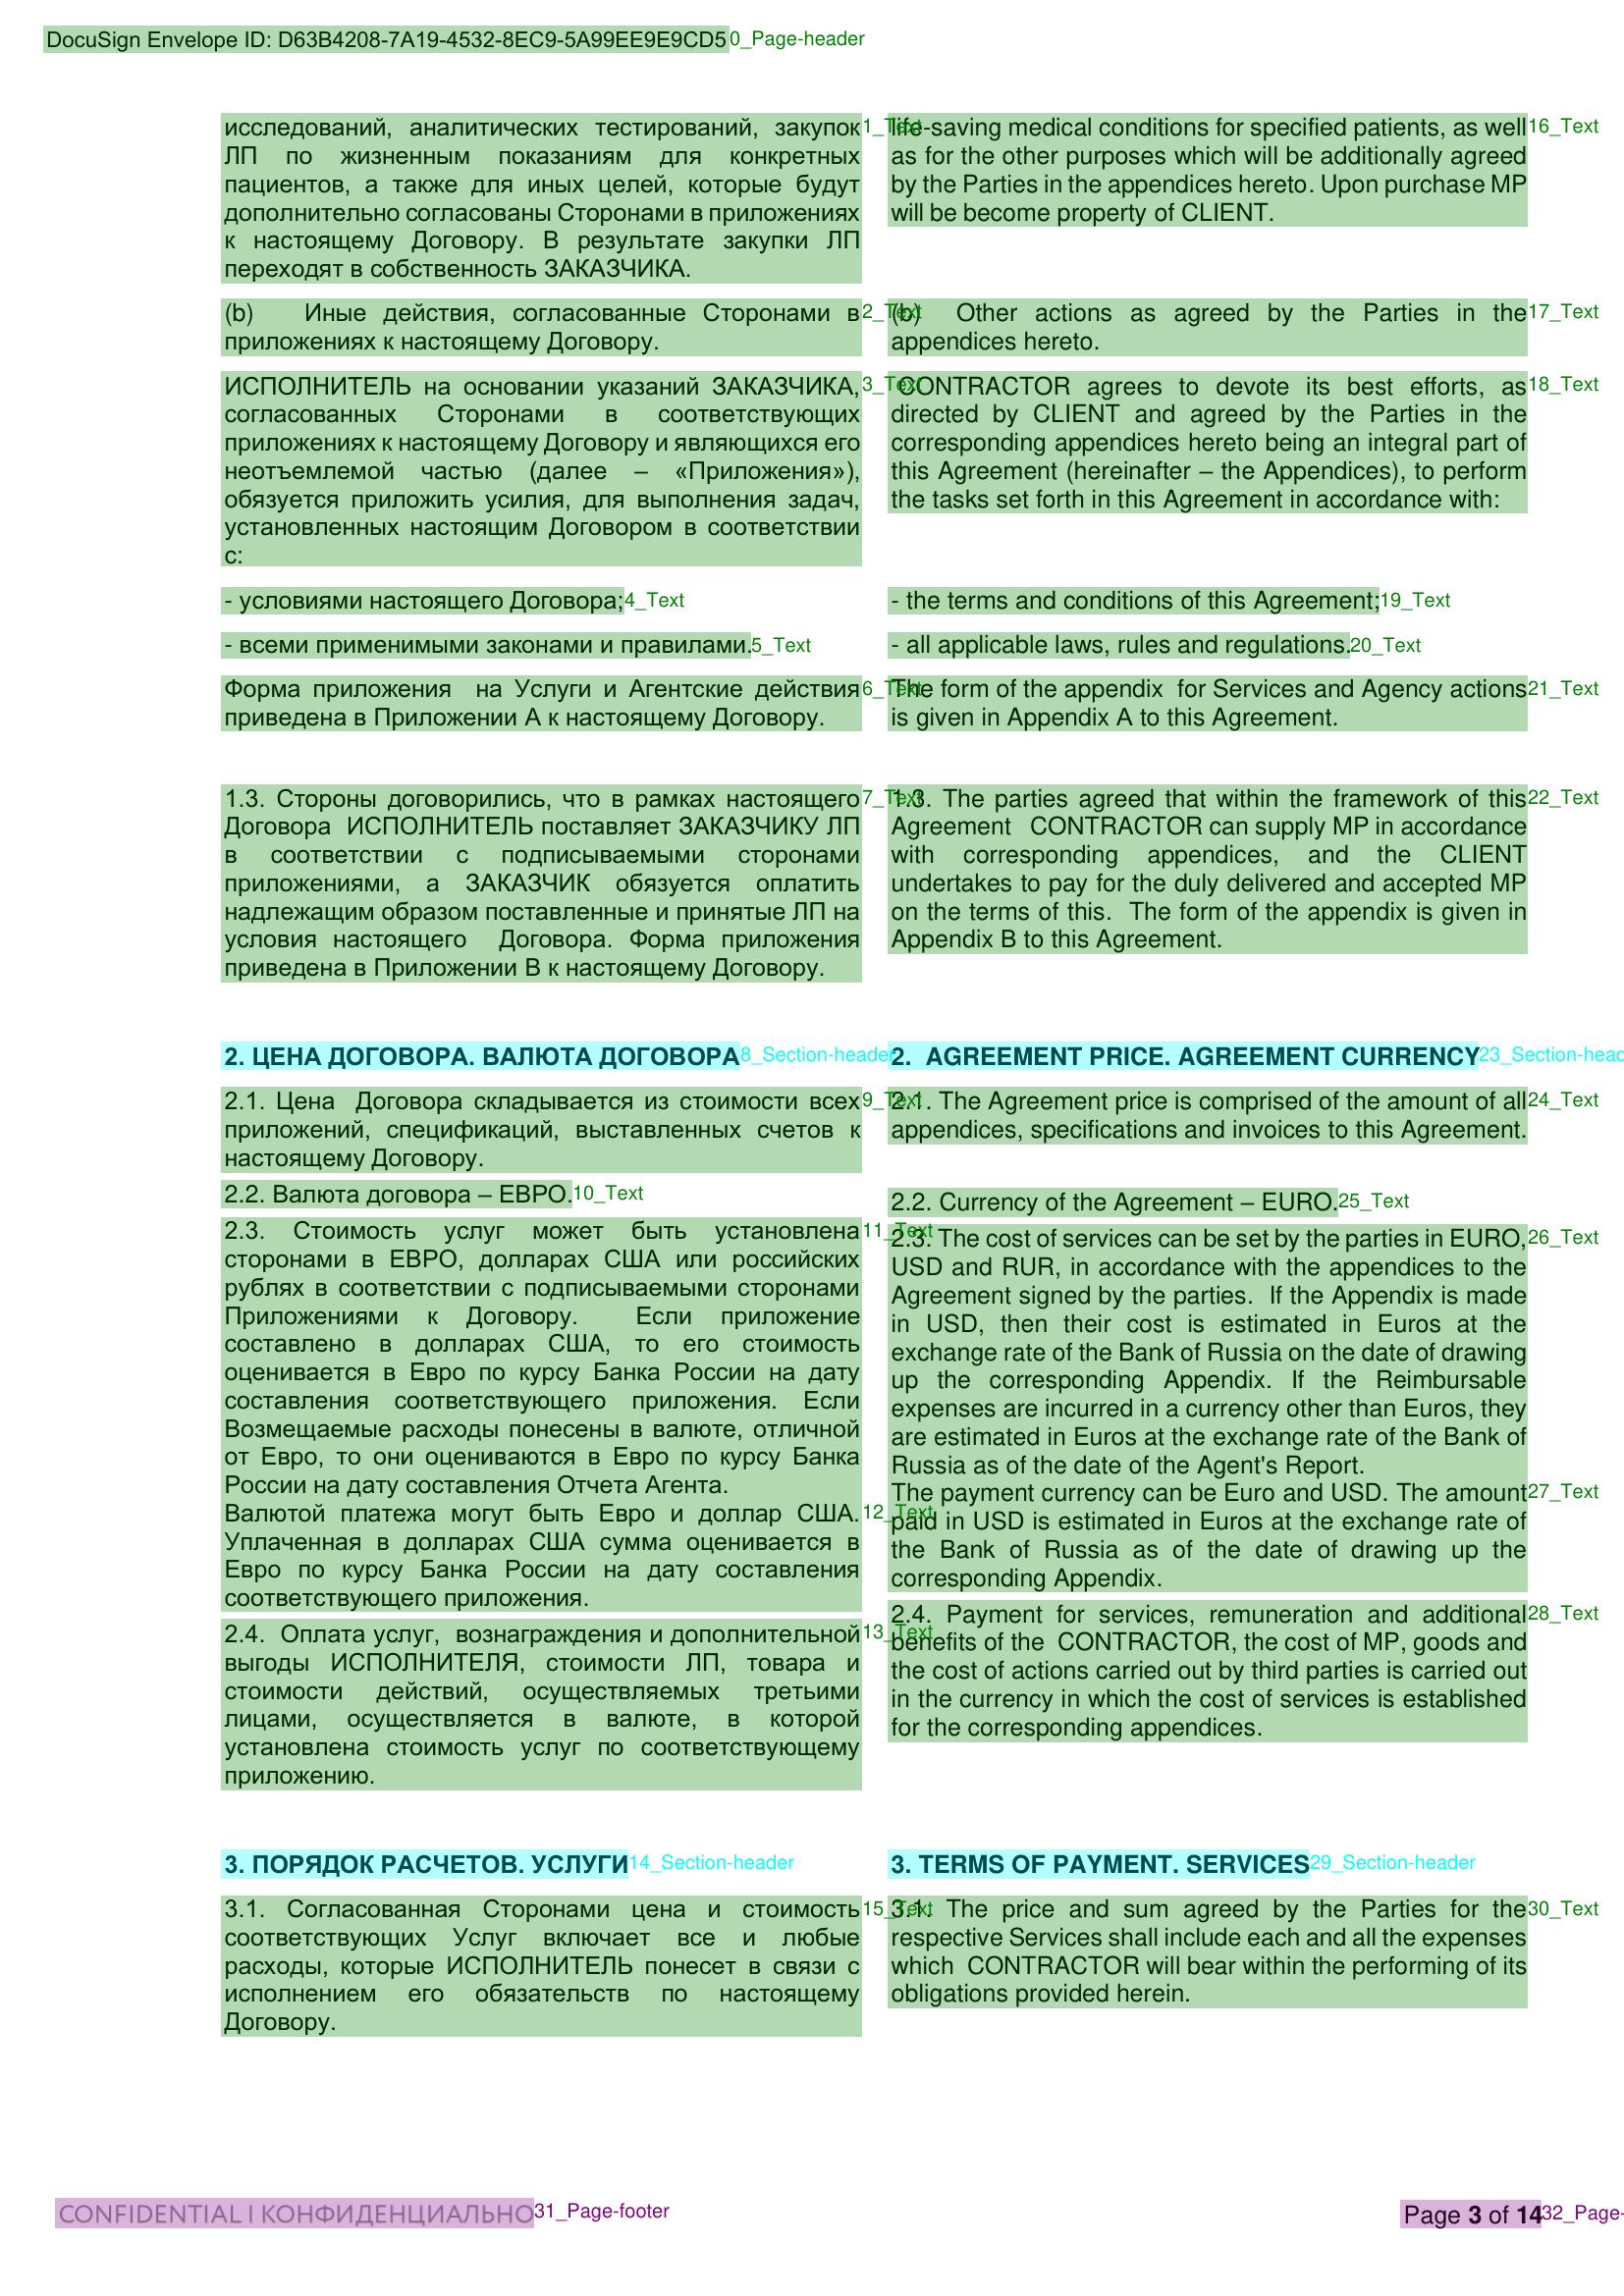 DocuSign Envelope ID: D63B4208-7A19-4532-8EC9-5A99EE9E9CD5
0_Page-header
исследований, аналитических тестирований, закупок
ЛП по жизненным показаниям для конкретных
пациентов, а также для иных целей, которые будут
дополнительно согласованы Сторонами в приложениях
к настоящему Договору. В результате закупки ЛП
переходят в собственность ЗАКАЗЧИКА.
1_Text
(b) Иные действия, согласованные Сторонами в
приложениях к настоящему Договору.
2_Text
ИСПОЛНИТЕЛЬ на основании указаний ЗАКАЗЧИКА,
согласованных Сторонами в соответствующих
приложениях к настоящему Договору и являющихся его
неотъемлемой частью (далее – «Приложения»),
обязуется приложить усилия, для выполнения задач,
установленных настоящим Договором в соответствии
с:
3_Text
- условиями настоящего Договора;
4_Text
- всеми применимыми законами и правилами.
5_Text
Форма приложения на Услуги и Агентские действия
приведена в Приложении А к настоящему Договору.
6_Text
1.3. Стороны договорились, что в рамках настоящего
Договора ИСПОЛНИТЕЛЬ поставляет ЗАКАЗЧИКУ ЛП
в соответствии с подписываемыми сторонами
приложениями, а ЗАКАЗЧИК обязуется оплатить
надлежащим образом поставленные и принятые ЛП на
условия настоящего Договора. Форма приложения
приведена в Приложении В к настоящему Договору.
7_Text
2. ЦЕНА ДОГОВОРА. ВАЛЮТА ДОГОВОРА
8_Section-header
2.1. Цена Договора складывается из стоимости всех
приложений, спецификаций, выставленных счетов к
настоящему Договору.
9_Text
2.2. Валюта договора – ЕВРО.
10_Text
2.3. Стоимость услуг может быть установлена
сторонами в ЕВРО, долларах США или российских
рублях в соответствии с подписываемыми сторонами
Приложениями к Договору. Если приложение
составлено в долларах США, то его стоимость
оценивается в Евро по курсу Банка России на дату
составления соответствующего приложения. Если
Возмещаемые расходы понесены в валюте, отличной
от Евро, то они оцениваются в Евро по курсу Банка
России на дату составления Отчета Агента.
11_Text
Валютой платежа могут быть Евро и доллар США.
Уплаченная в долларах США сумма оценивается в
Евро по курсу Банка России на дату составления
соответствующего приложения.
12_Text
2.4. Оплата услуг, вознаграждения и дополнительной
выгоды ИСПОЛНИТЕЛЯ, стоимости ЛП, товара и
стоимости действий, осуществляемых третьими
лицами, осуществляется в валюте, в которой
установлена стоимость услуг по соответствующему
приложению.
13_Text
3. ПОРЯДОК РАСЧЕТОВ. УСЛУГИ
14_Section-header
3.1. Согласованная Сторонами цена и стоимость
соответствующих Услуг включает все и любые
расходы, которые ИСПОЛНИТЕЛЬ понесет в связи с
исполнением его обязательств по настоящему
Договору.
15_Text
life-saving medical conditions for specified patients, as well
as for the other purposes which will be additionally agreed
by the Parties in the appendices hereto. Upon purchase MP
will be become property of CLIENT.
16_Text
(b) Other actions as agreed by the Parties in the
appendices hereto.
17_Text
CONTRACTOR agrees to devote its best efforts, as
directed by CLIENT and agreed by the Parties in the
corresponding appendices hereto being an integral part of
this Agreement (hereinafter – the Appendices), to perform
the tasks set forth in this Agreement in accordance with:
18_Text
- the terms and conditions of this Agreement;
19_Text
- all applicable laws, rules and regulations.
20_Text
The form of the appendix for Services and Agency actions
is given in Appendix A to this Agreement.
21_Text
1.3. The parties agreed that within the framework of this
Agreement CONTRACTOR can supply MP in accordance
with corresponding appendices, and the CLIENT
undertakes to pay for the duly delivered and accepted MP
on the terms of this. The form of the appendix is given in
Appendix B to this Agreement.
22_Text
2. AGREEMENT PRICE. AGREEMENT CURRENCY
23_Section-head
2.1. The Agreement price is comprised of the amount of all
appendices, specifications and invoices to this Agreement.
24_Text
2.2. Currency of the Agreement – EURO.
25_Text
2.3. The cost of services can be set by the parties in EURO,
USD and RUR, in accordance with the appendices to the
Agreement signed by the parties. If the Appendix is made
in USD, then their cost is estimated in Euros at the
exchange rate of the Bank of Russia on the date of drawing
up the corresponding Appendix. If the Reimbursable
expenses are incurred in a currency other than Euros, they
are estimated in Euros at the exchange rate of the Bank of
Russia as of the date of the Agent's Report.
26_Text
The payment currency can be Euro and USD. The amount
paid in USD is estimated in Euros at the exchange rate of
the Bank of Russia as of the date of drawing up the
corresponding Appendix.
27_Text
2.4. Payment for services, remuneration and additional
benefits of the CONTRACTOR, the cost of MP, goods and
the cost of actions carried out by third parties is carried out
in the currency in which the cost of services is established
for the corresponding appendices.
28_Text
3. TERMS OF PAYMENT. SERVICES
29_Section-header
3.1. The price and sum agreed by the Parties for the
respective Services shall include each and all the expenses
which CONTRACTOR will bear within the performing of its
obligations provided herein.
30_Text
CONFIDENTIAL I КОНФИДЕНЦИАЛЬНО
31_Page-footer
Page 3 of 14
32_Page-